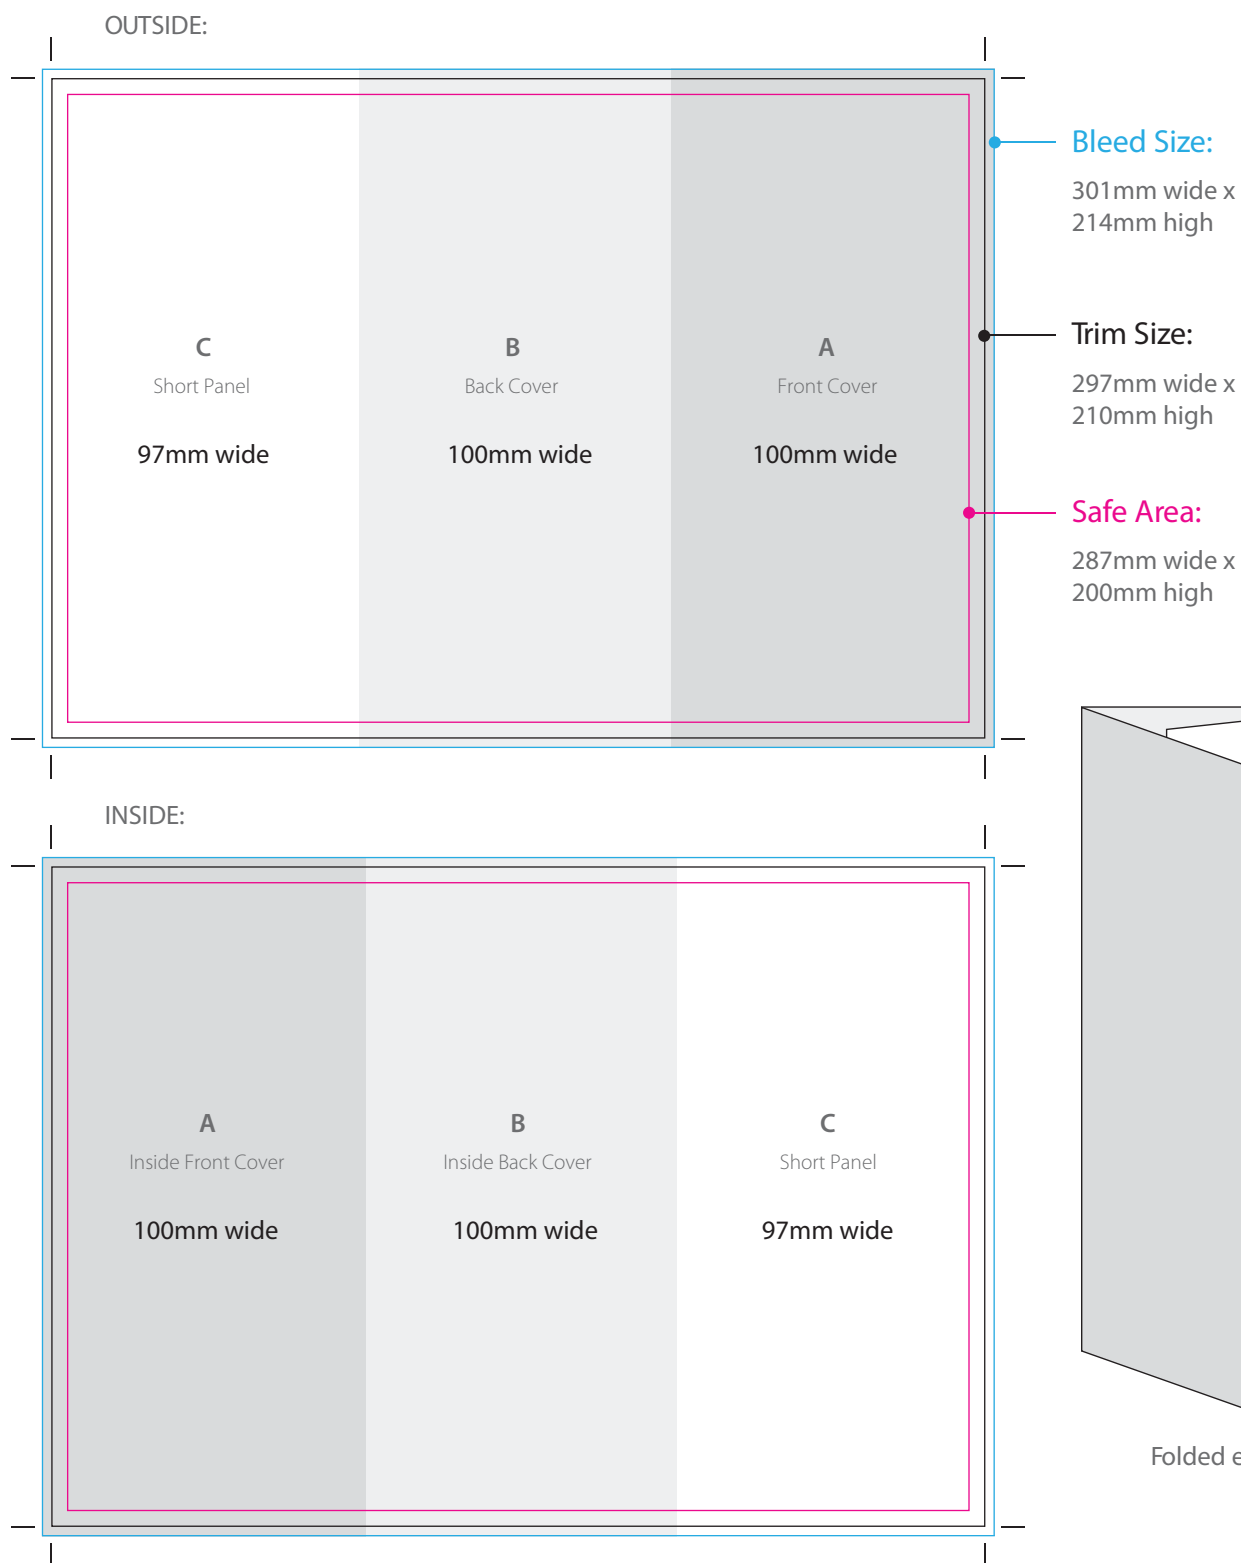 OUTSIDE:
Bleed Size:
301mm wide x
214mm high
C
Short Panel
97mm wide
B
Back Cover
100mm wide
A
Front Cover
100mm wide
Trim Size:
297mm wide x
210mm high
Safe Area:
287mm wide x
200mm high
INSIDE:
A
Inside Front Cover
100mm wide
B
Inside Back Cover
100mm wide
C
Short Panel
97mm wide
Folded e